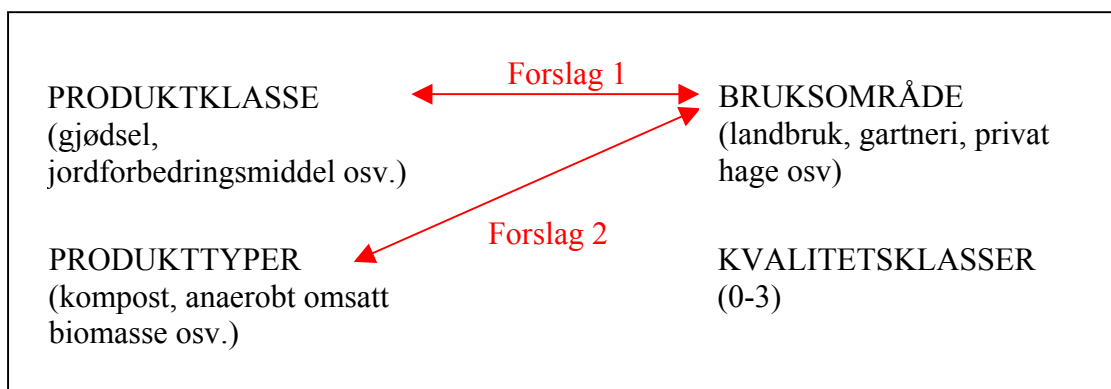 Forslag 1
PRODUKTKLASSE
(gjødsel,
jordforbedringsmiddel osv.)
BRUKSOMRÅDE
(landbruk, gartneri, privat
hage osv)
Forslag 2
PRODUKTTYPER
(kompost, anaerobt omsatt
biomasse osv.)
KVALITETSKLASSER
(0-3)